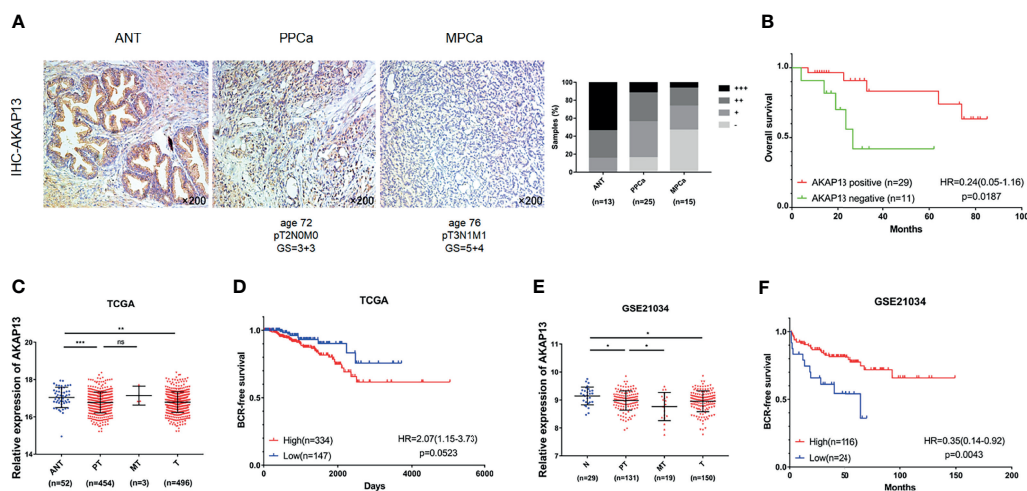 A
ANT
PPCa
MPCa
IHC-AKAP13
×200
×200
×200
age 72
pT2N0M0
GS=3+3
age 76
pT3N1M1
GS=5+4
Samples (%)
100
80
60
40
20
0
+++
++
+
-
ANT
PPCa
MPCa
(n=13)
(n=25)
(n=15)
B
Overall survival
1.0
0.5
0.0
AKAP13 positive (n=29)
AKAP13 negative (n=11)
HR=0.24(0.05-1.16)
p=0.0187
0
20
40
60
80
100
Months
C
TCGA
Relative expression of AKAP13
20
18
16
14
**
***
ns
ANT
PT
MT
T
(n=52)
(n=454)
(n=3)
(n=496)
D
TCGA
BCR-free survival
1.0
0.5
0.0
High(n=334)
Low(n=147)
HR=2.07(1.15-3.73)
p=0.0523
0
2000
4000
6000
Days
E
GSE21034
Relative expression of AKAP13
11
10
9
8
7
*
*
*
N
PT
MT
T
(n=29)
(n=131)
(n=19)
(n=150)
F
GSE21034
BCR-free survival
1.0
0.5
0.0
High(n=116)
Low(n=24)
HR=0.35(0.14-0.92)
p=0.0043
0
50
100
150
200
Months